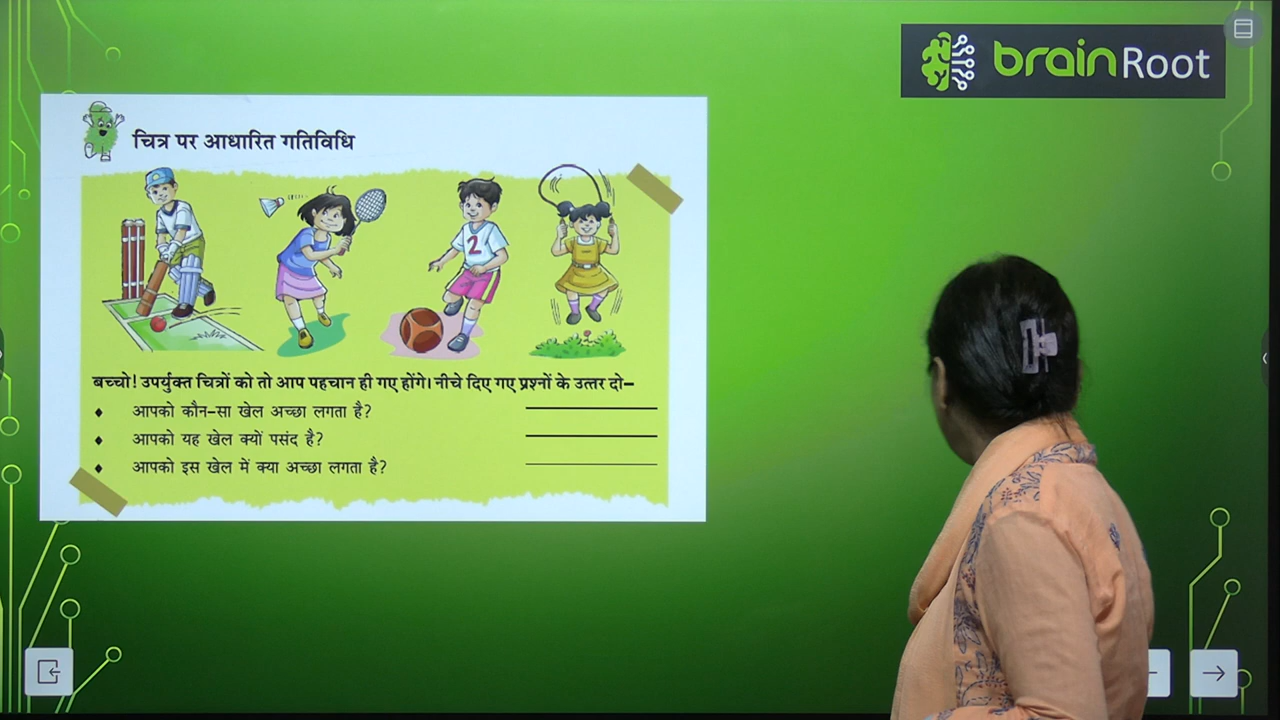 brainRoot
चित्र पर आधारित गतिविधि
2
बच्चो! उपर्युक्त चित्रों को तो आप पहचान ही गए होंगे। नीचे दिए गए प्रश्नों के उत्तर दो–
♦ आपको कौन-सा खेल अच्छा लगता है?
♦ आपको यह खेल क्यों पसंद है?
♦ आपको इस खेल में क्या अच्छा लगता है?